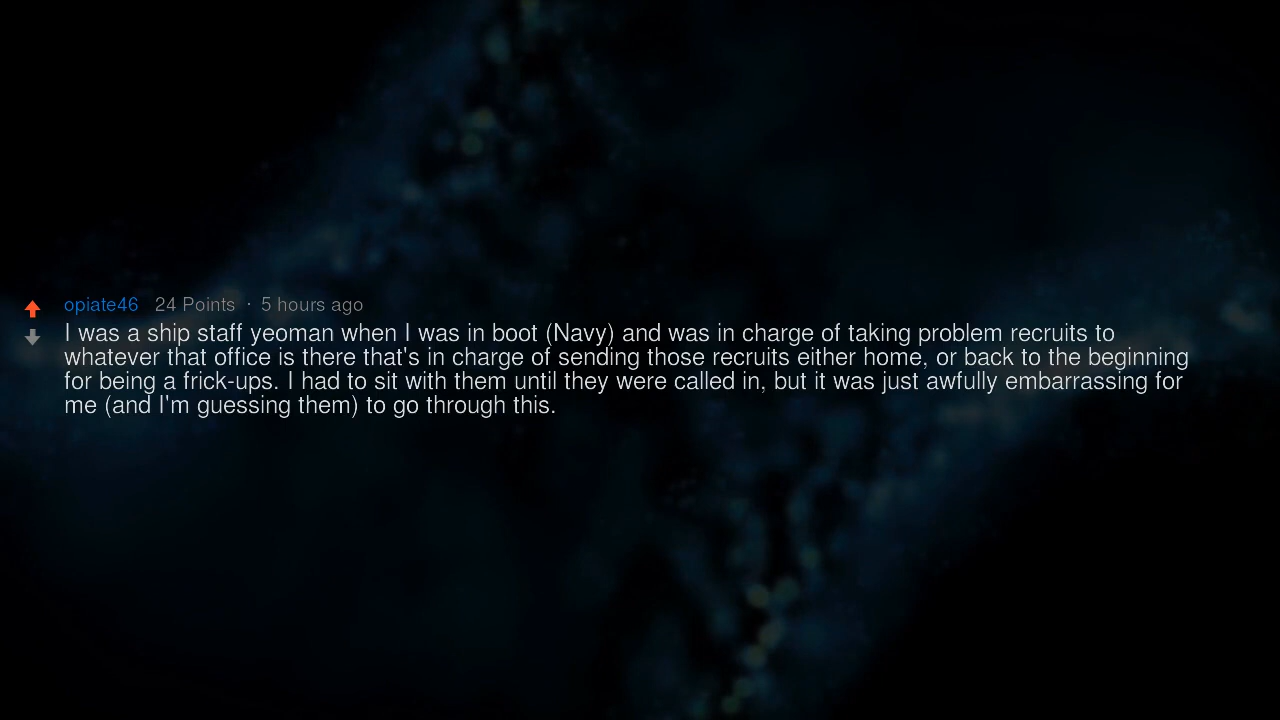 opiate46 24 Points · 5 hours ago
I was a ship staff yeoman when I was in boot (Navy) and was in charge of taking problem recruits to
whatever that office is there that's in charge of sending those recruits either home, or back to the beginning
for being a frick-ups. I had to sit with them until they were called in, but it was just awfully embarrassing for
me (and I'm guessing them) to go through this.